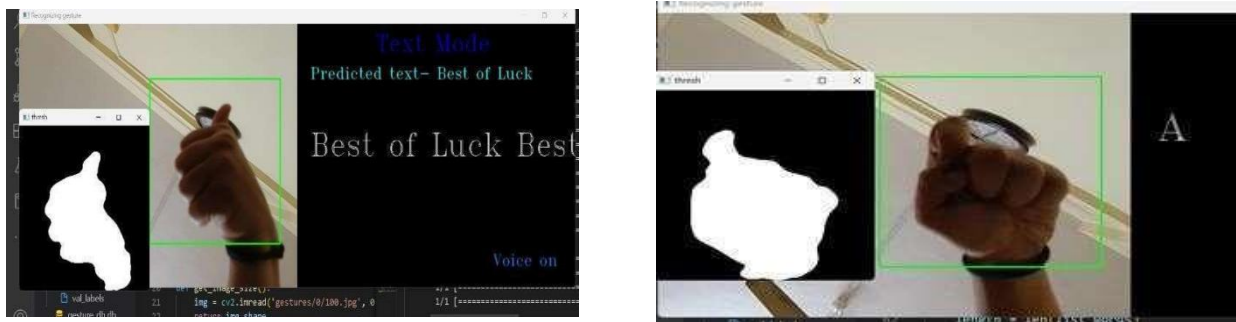 Recognizing gesture
Text Mode
Predicted text- Best of Luck
thresh
Best of Luck Best
Voice on
val_labels
gesture_db.db
def get_image_size():
21 img = cv2.imread('gestures/0/100.jpg', 0
22 return img.shape
1/1 [
1/1 [
Recognizing gesture
thresh
A